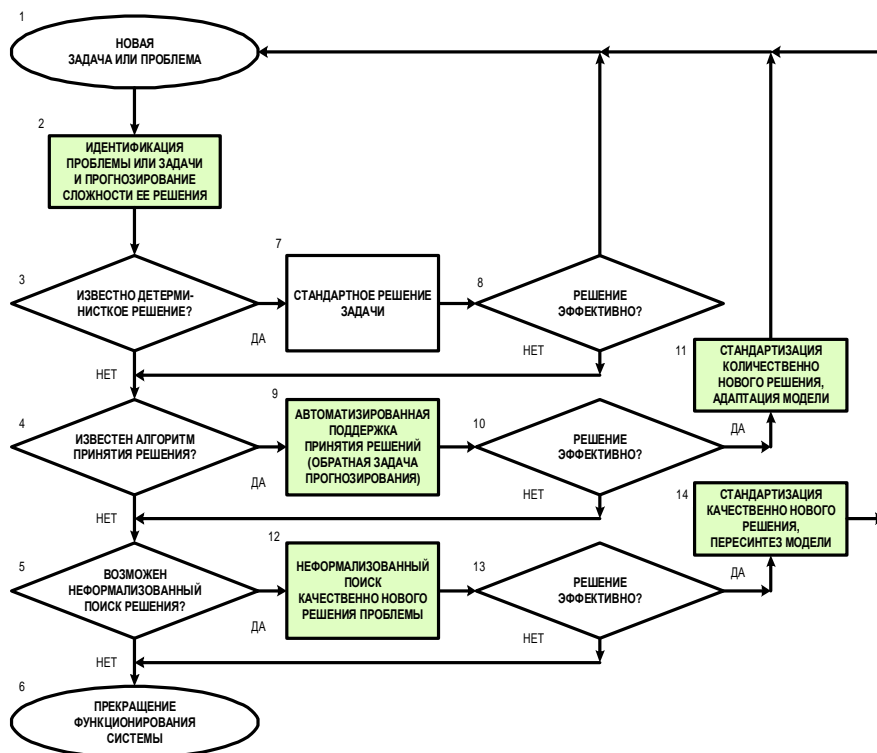 1
НОВАЯ
ЗАДАЧА ИЛИ ПРОБЛЕМА
2
ИДЕНТИФИКАЦИЯ
ПРОБЛЕМЫ ИЛИ ЗАДАЧИ
И ПРОГНОЗИРОВАНИЕ
СЛОЖНОСТИ ЕЕ РЕШЕНИЯ
3
ИЗВЕСТНО ДЕТЕРМИ-
НИСТКОЕ РЕШЕНИЕ?
ДА
НЕТ
7
СТАНДАРТНОЕ РЕШЕНИЕ
ЗАДАЧИ
8
РЕШЕНИЕ
ЭФФЕКТИВНО?
НЕТ
4
ИЗВЕСТЕН АЛГОРИТМ
ПРИНЯТИЯ РЕШЕНИЯ?
ДА
НЕТ
9
АВТОМАТИЗИРОВАННАЯ
ПОДДЕРЖКА
ПРИНЯТИЯ РЕШЕНИЙ
(ОБРАТНАЯ ЗАДАЧА
ПРОГНОЗИРОВАНИЯ)
10
РЕШЕНИЕ
ЭФФЕКТИВНО?
ДА
НЕТ
11
СТАНДАРТИЗАЦИЯ
КОЛИЧЕСТВЕННО
НОВОГО РЕШЕНИЯ,
АДАПТАЦИЯ МОДЕЛИ
5
ВОЗМОЖЕН
НЕФОРМАЛИЗОВАННЫЙ
ПОИСК РЕШЕНИЯ?
ДА
НЕТ
12
НЕФОРМАЛИЗОВАННЫЙ
ПОИСК
КАЧЕСТВЕННО НОВОГО
РЕШЕНИЯ ПРОБЛЕМЫ
13
РЕШЕНИЕ
ЭФФЕКТИВНО?
ДА
НЕТ
14
СТАНДАРТИЗАЦИЯ
КАЧЕСТВЕННО НОВОГО
РЕШЕНИЯ,
ПЕРЕСИНТЕЗ МОДЕЛИ
6
ПРЕКРАЩЕНИЕ
ФУНКЦИОНИРОВАНИЯ
СИСТЕМЫ